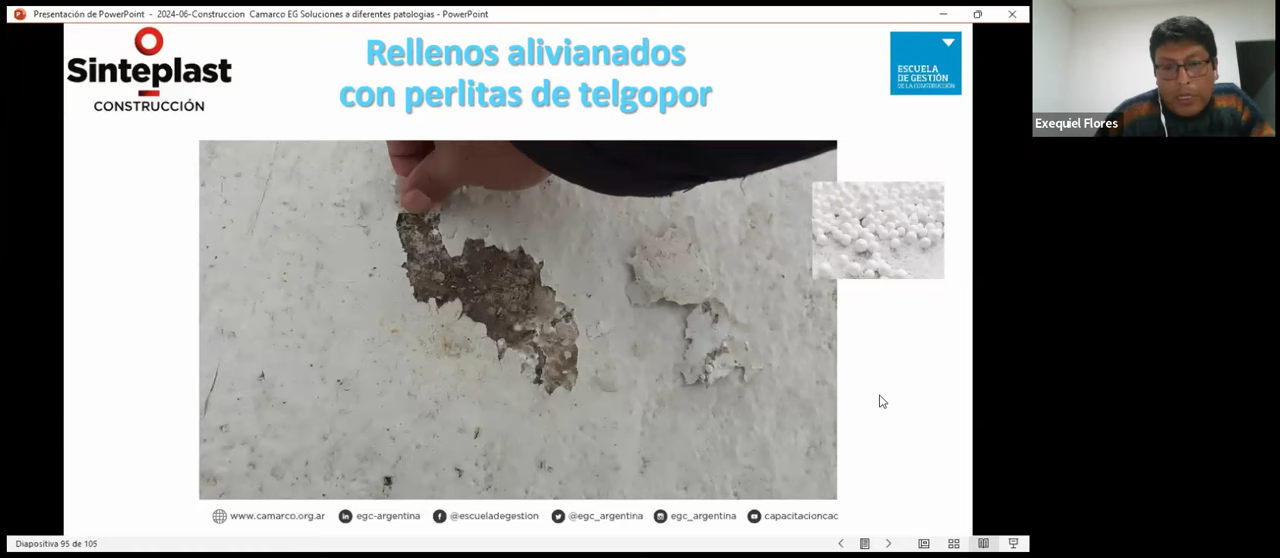 Presentación de PowerPoint - 2024-06-Construccion Camarco EG Soluciones a diferentes patologias - PowerPoint
Sinteplast
CONSTRUCCIÓN
Rellenos alivianados
con perlitas de telgopor
ESCUELA
DE GESTIÓN
DE LA CONSTRUCCIÓN
Exequiel Flores
www.camarco.org.ar egc-argentina @escueladegestion @egc_argentina egc_argentina capacitacioncac
Diapositiva 95 de 105